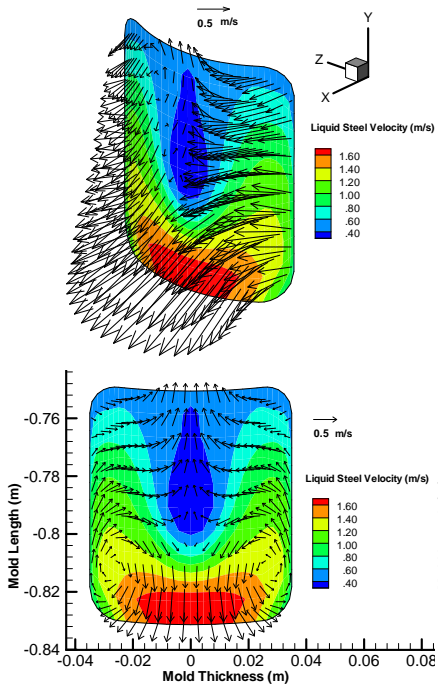 0.5 m/s
Y
Z
X
Liquid Steel Velocity (m/s)
1.60
1.40
1.20
1.00
.80
.60
.40
-0.76
-0.78
-0.8
-0.82
-0.84
Mold Length (m)
0.5 m/s
Liquid Steel Velocity (m/s)
1.60
1.40
1.20
1.00
.80
.60
.40
-0.04 -0.02 0 0.02 0.04 0.06 0.08
Mold Thickness (m)